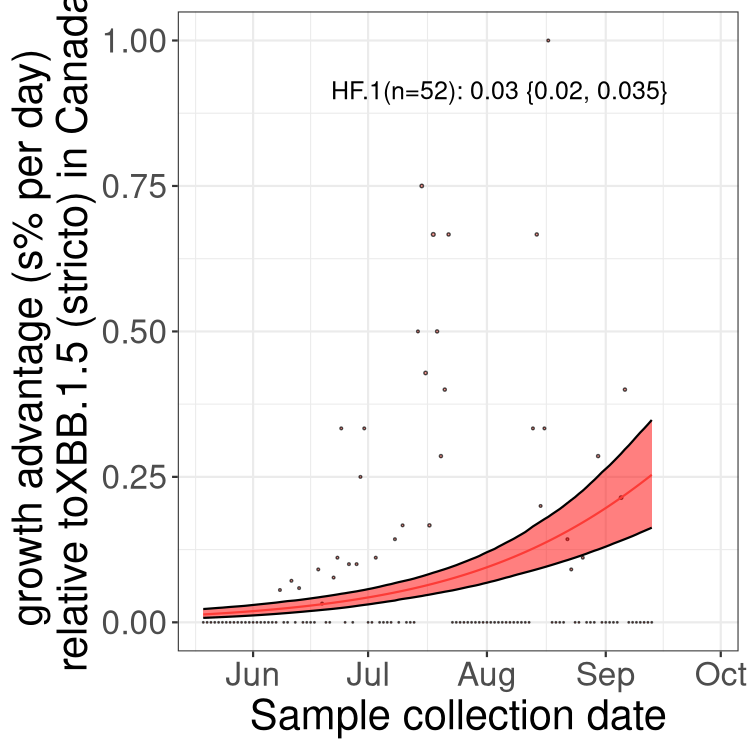 growth advantage (s% per day)
relative toXBB.1.5 (stricto) in Canada
1.00
0.75
0.50
0.25
0.00
HF.1(n=52): 0.03 {0.02, 0.035}
Jun Jul Aug Sep Oct
Sample collection date